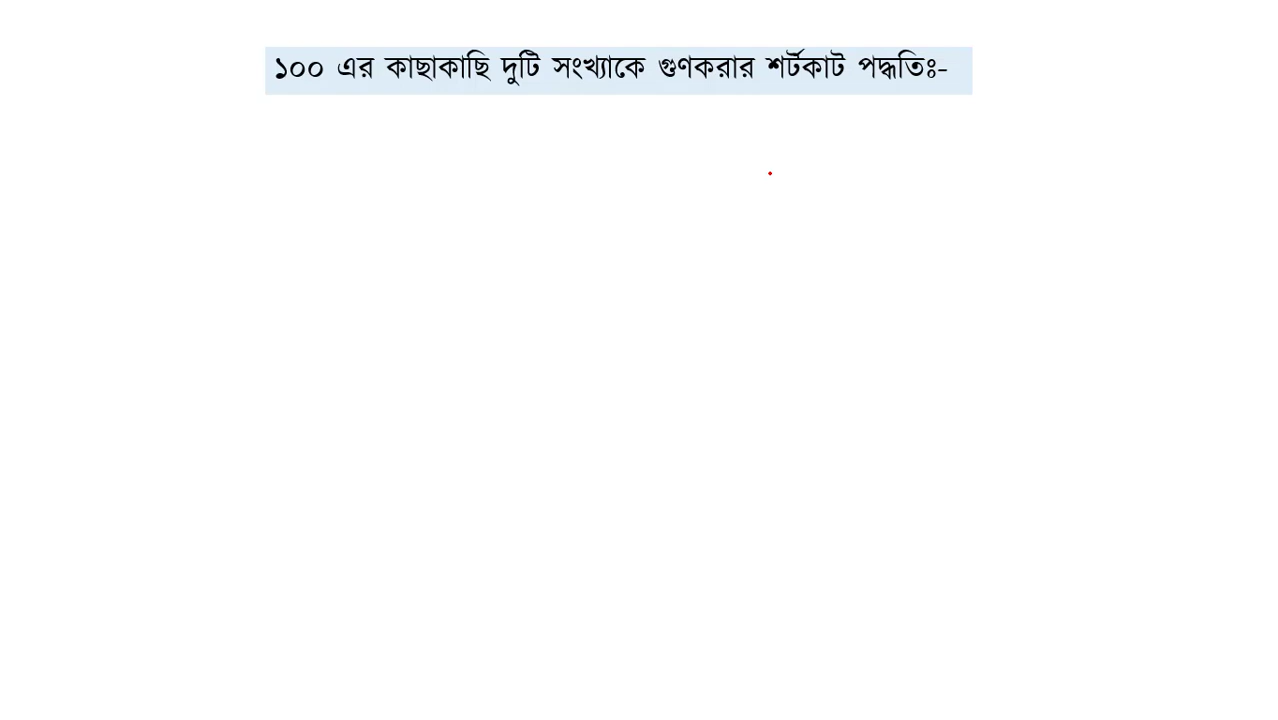 ১০০ এর কাছাকাছি দুটি সংখ্যাকে গুণকরার শর্টকাট পদ্ধতিঃ-